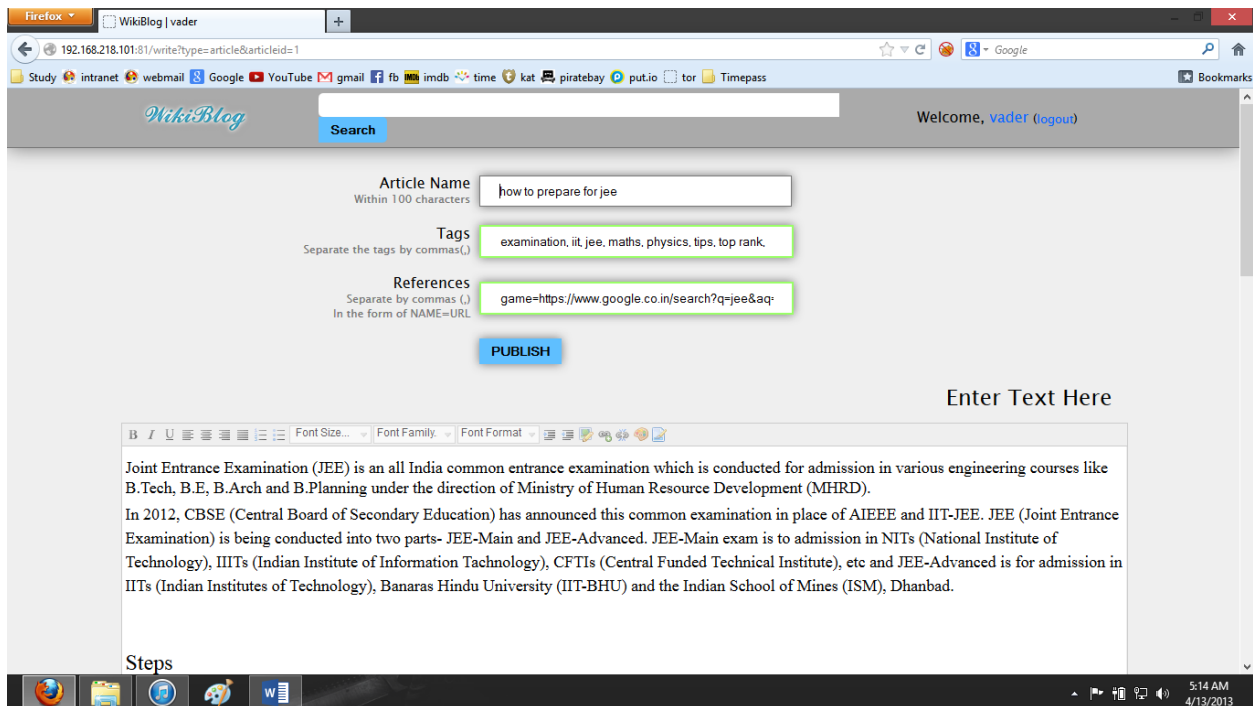 Firefox
WikiBlog | vader
192.168.218.101:81/write?type=article&articleid=1
Google
Study intranet webmail Google YouTube gmail fb imdb time kat piratebay put.io tor Timepass Bookmarks
WikiBlog
Search
Welcome, vader (logout)
Article Name
Within 100 characters
how to prepare for jee
Tags
Separate the tags by commas(,)
examination, iit, jee, maths, physics, tips, top rank,
References
Separate by commas (,)
In the form of NAME=URL
game=https://www.google.co.in/search?q=jee&aq=
PUBLISH
Enter Text Here
B I U Font Size... Font Family. Font Format
Joint Entrance Examination (JEE) is an all India common entrance examination which is conducted for admission in various engineering courses like
B.Tech, B.E, B.Arch and B.Planning under the direction of Ministry of Human Resource Development (MHRD).
In 2012, CBSE (Central Board of Secondary Education) has announced this common examination in place of AIEEE and IIT-JEE. JEE (Joint Entrance
Examination) is being conducted into two parts- JEE-Main and JEE-Advanced. JEE-Main exam is to admission in NITs (National Institute of
Technology), IIITs (Indian Institute of Information Tachnology), CFTIs (Central Funded Technical Institute), etc and JEE-Advanced is for admission in
IITs (Indian Institutes of Technology), Banaras Hindu University (IIT-BHU) and the Indian School of Mines (ISM), Dhanbad.
Steps
5:14 AM
4/13/2013